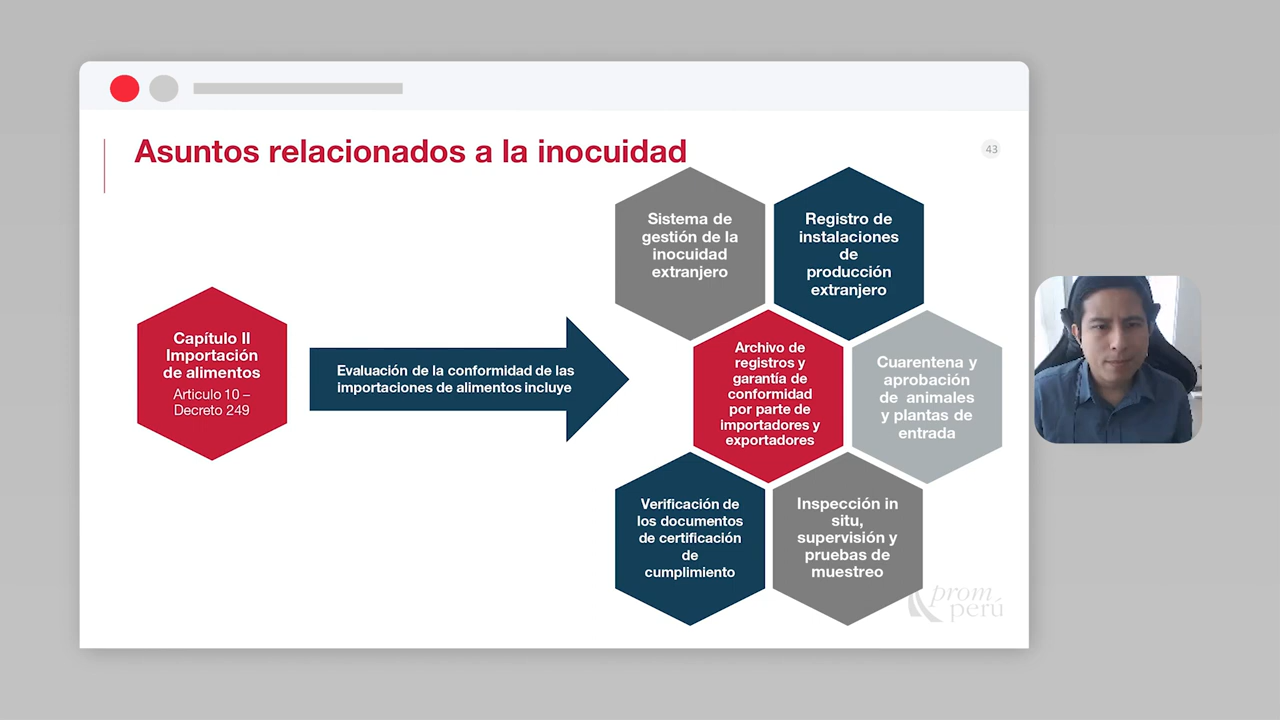 Asuntos relacionados a la inocuidad
43
Capítulo II
Importación
de alimentos
Articulo 10 –
Decreto 249
Evaluación de la conformidad de las
importaciones de alimentos incluye
Sistema de
gestión de la
inocuidad
extranjero
Registro de
instalaciones
de
producción
extranjero
Archivo de
registros y
garantía de
conformidad
por parte de
importadores y
exportadores
Cuarentena y
aprobación
de animales
y plantas de
entrada
Verificación de
los documentos
de certificación
de
cumplimiento
Inspección in
situ,
supervisión y
pruebas de
muestreo
prom
perú